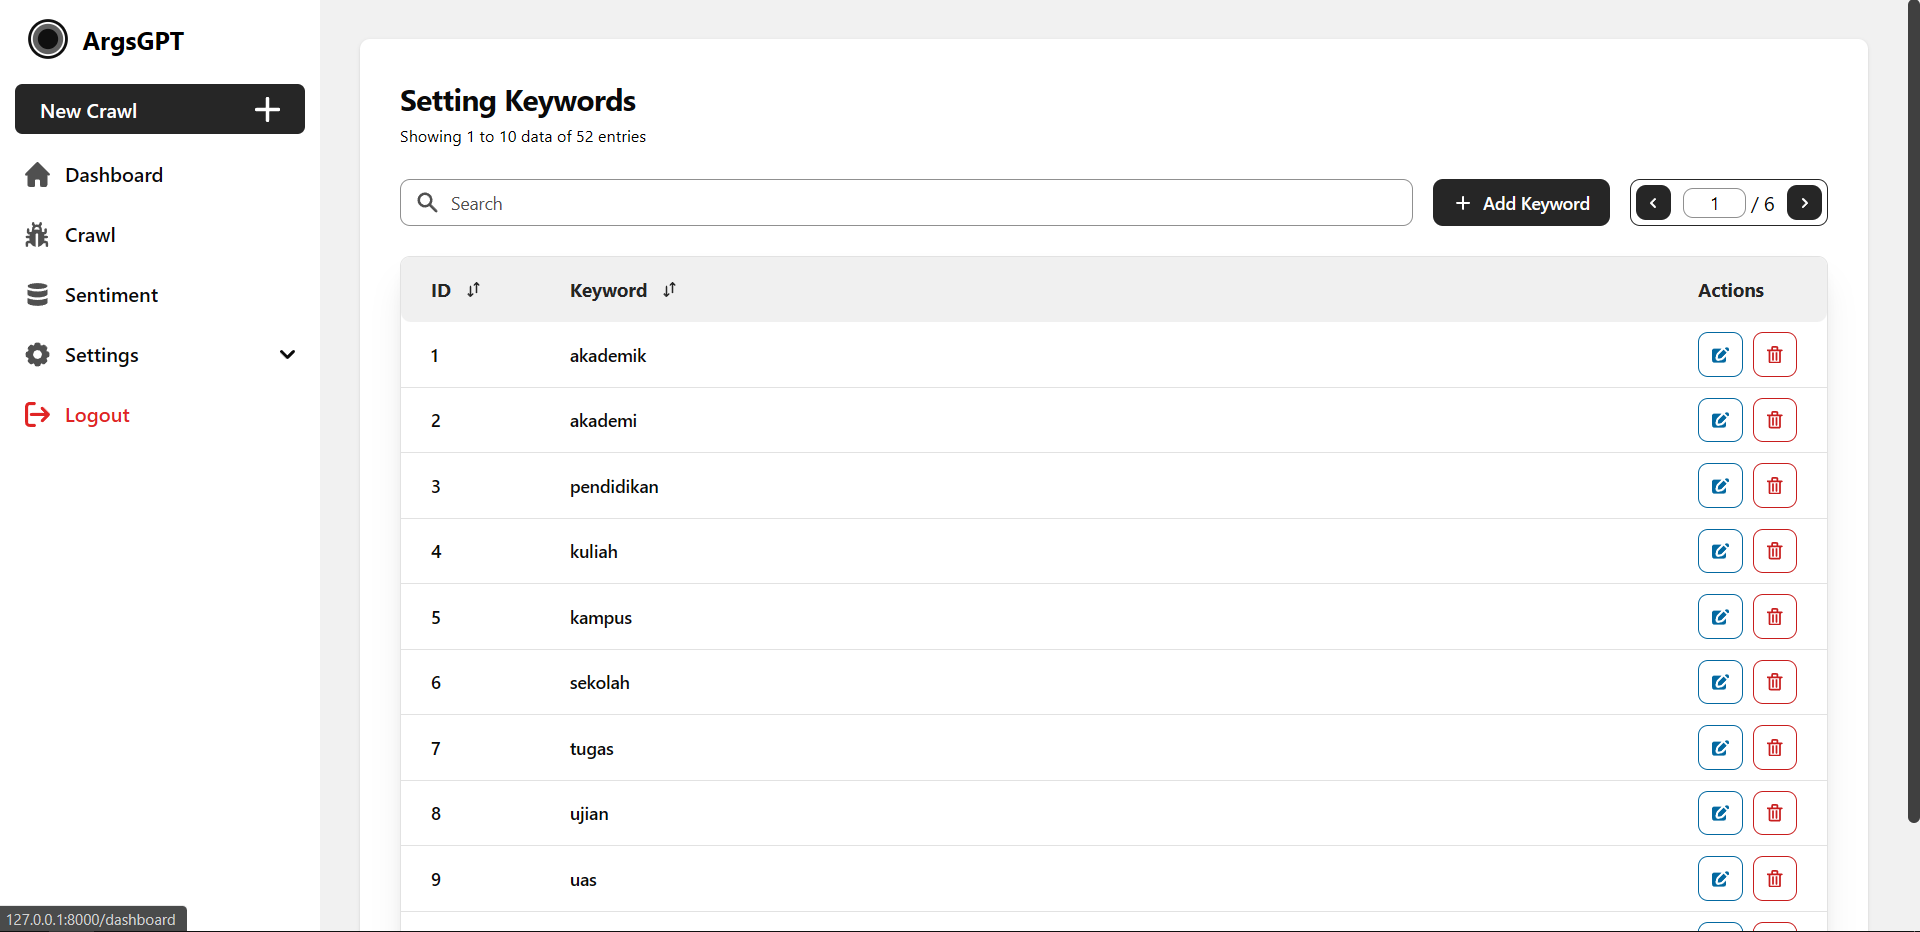 ArgsGPT
New Crawl
Dashboard
Crawl
Sentiment
Settings
Logout
Setting Keywords
Showing 1 to 10 data of 52 entries
Search
Add Keyword
1 / 6
ID Keyword Actions
1 akademik
2 akademi
3 pendidikan
4 kuliah
5 kampus
6 sekolah
7 tugas
8 ujian
9 uas
127.0.0.1:8000/dashboard